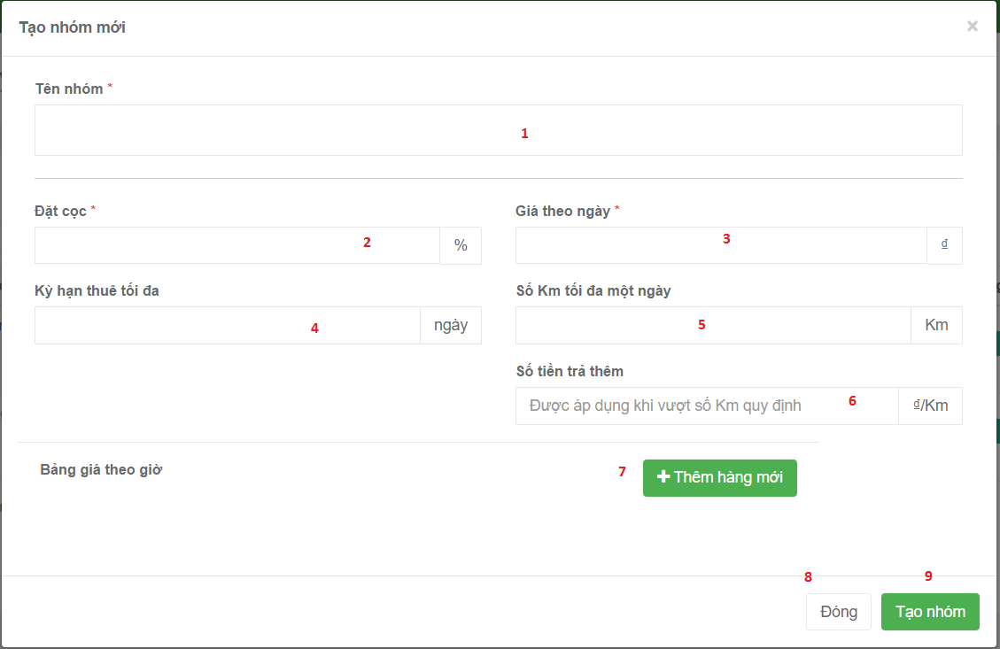 Tạo nhóm mới ×
Tên nhóm *
1
Đặt cọc * Giá theo ngày *
2 % 3 ₫
Kỳ hạn thuê tối đa Số Km tối đa một ngày
4 ngày 5 Km
Số tiền trả thêm
Được áp dụng khi vượt số Km quy định 6 ₫/Km
Bảng giá theo giờ 7 Thêm hàng mới
8 9
Đóng Tạo nhóm